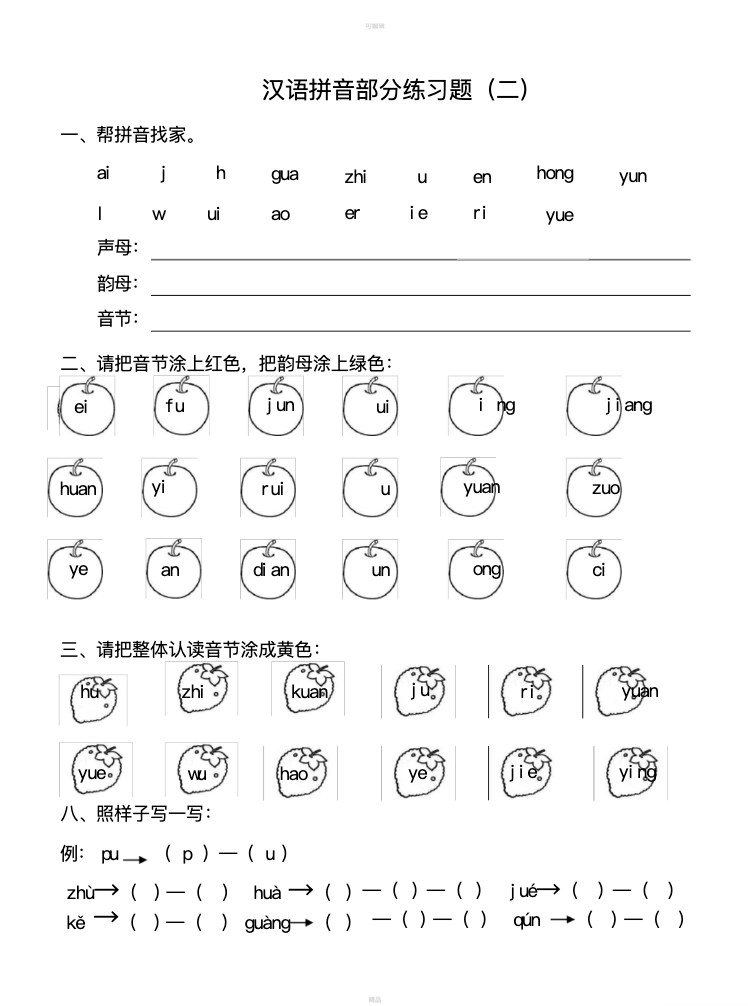 可编辑
汉语拼音部分练习题（二）
一、帮拼音找家。
ai j h gua zhi u en hong yun
l w ui ao er ie ri yue
声母：
韵母：
音节：
二、请把音节涂上红色，把韵母涂上绿色：
ei fu jun ui ing jiang
huan yi rui u yuan zuo
ye an dian un ong ci
三、请把整体认读音节涂成黄色：
hu zhi kuan ju ri yuan
yue wu hao ye jie ying
八、照样子写一写：
例： pu → （ p ）—（ u ）
zhù→（ ）—（ ） huà →（ ）—（ ）—（ ） jué→（ ）—（ ）
kě →（ ）—（ ） guàng→（ ）—（ ）—（ ） qún →（ ）—（ ）
精品